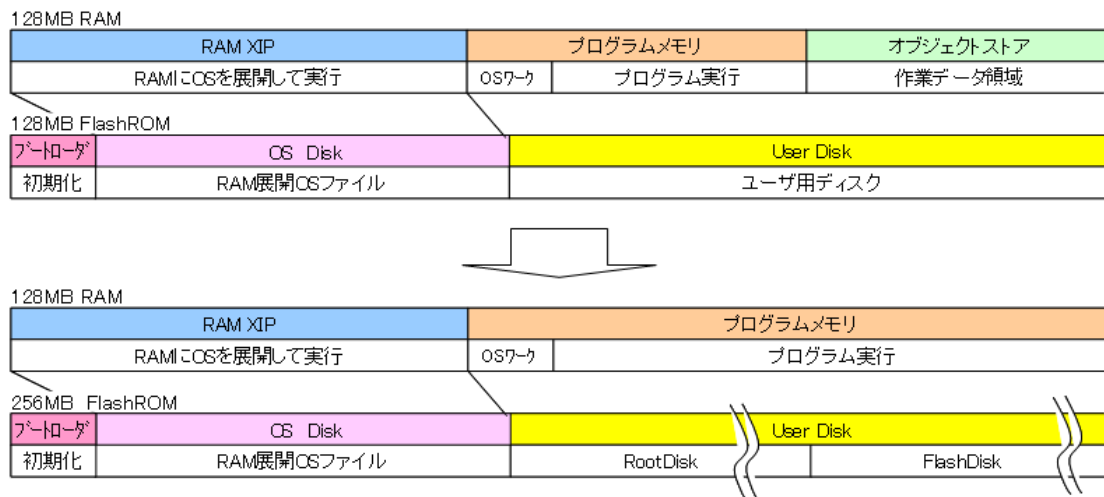 128MB RAM
RAM XIP プログラムメモリ オブジェクトストア
RAMにOSを展開して実行 OSワーク プログラム実行 作業データ領域
128MB FlashROM
ブートローダ OS Disk User Disk
初期化 RAM展開OSファイル ユーザ用ディスク
128MB RAM
RAM XIP プログラムメモリ
RAMにOSを展開して実行 OSワーク プログラム実行
256MB FlashROM
ブートローダ OS Disk User Disk
初期化 RAM展開OSファイル RootDisk FlashDisk